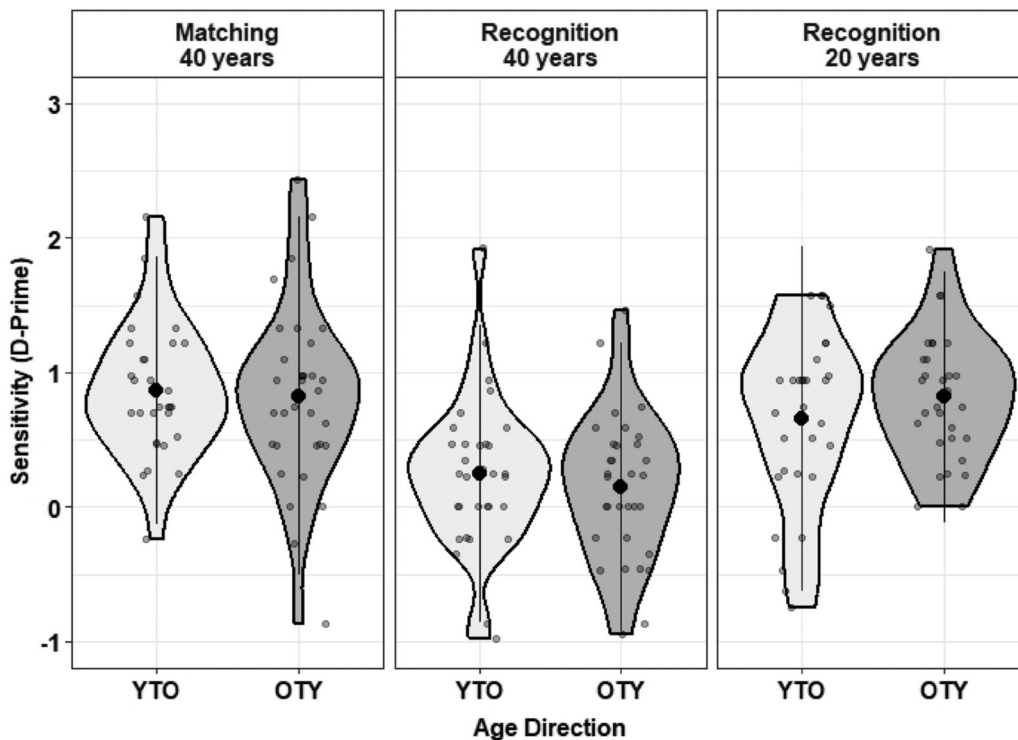 Matching
40 years
Recognition
40 years
Recognition
20 years
Sensitivity (D-Prime)
3
2
1
0
-1
YTO
OTY
YTO
OTY
YTO
OTY
Age Direction